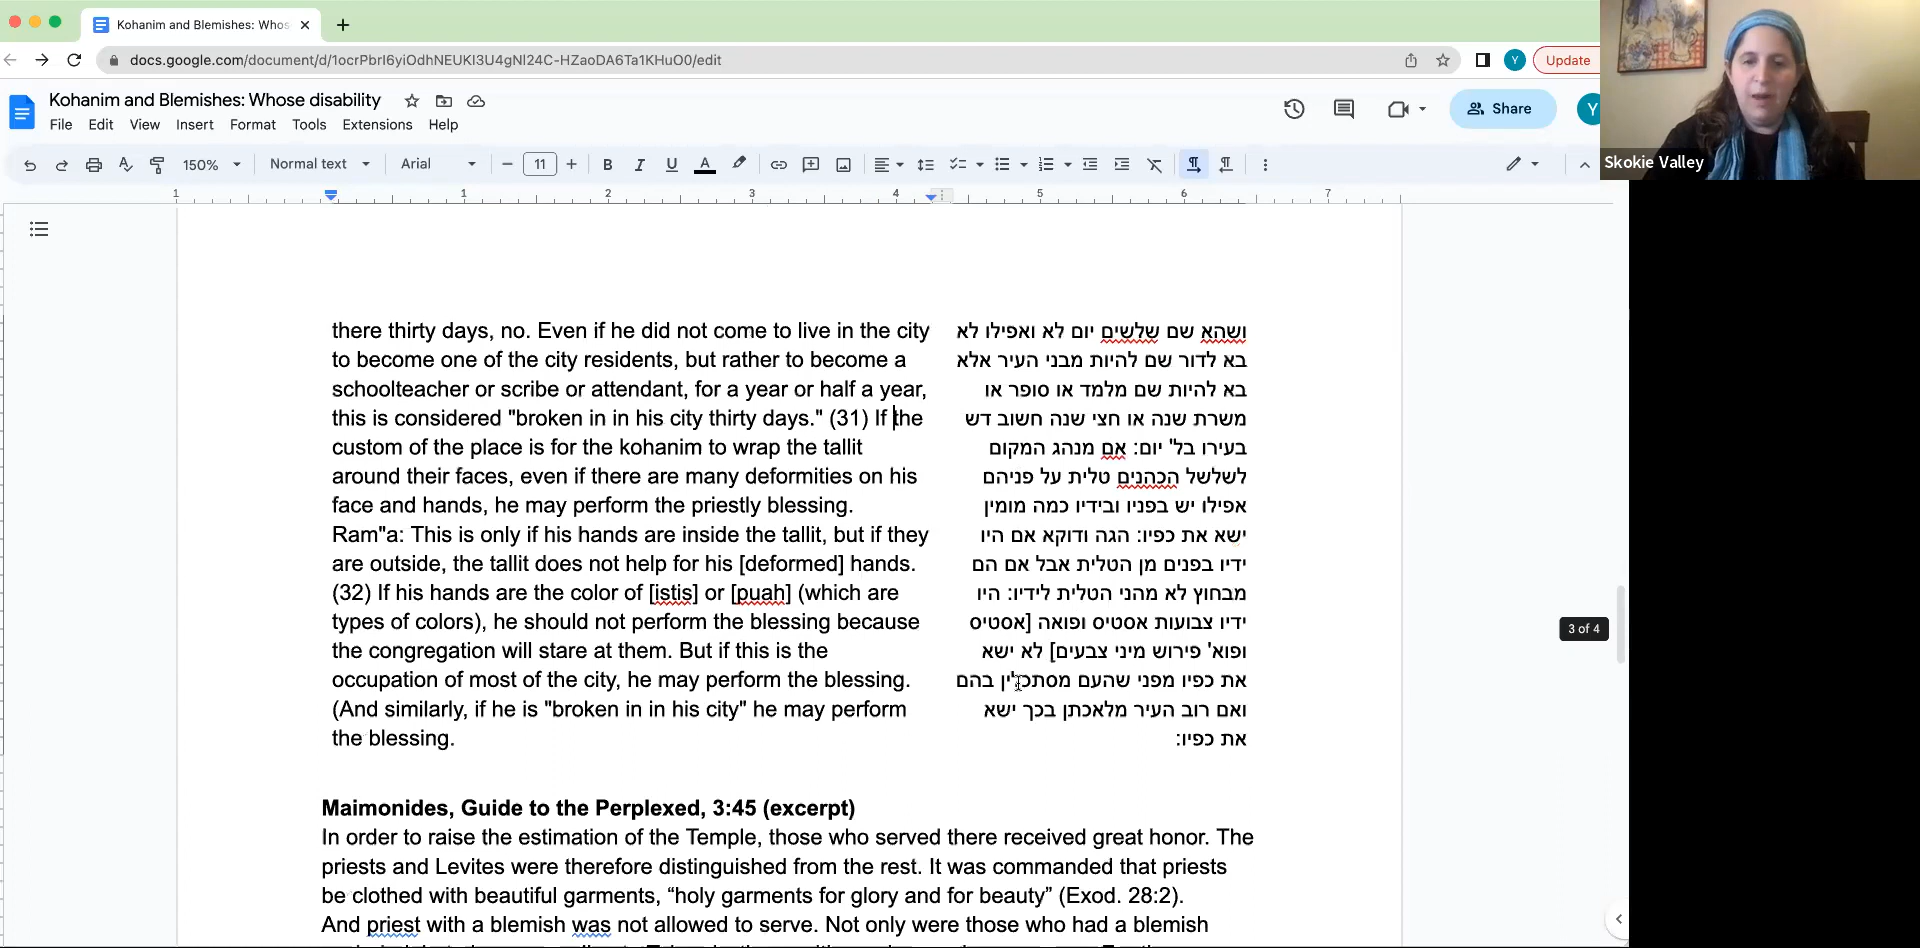 Kohanim and Blemishes: Whos
docs.google.com/document/d/1ocrPbrI6yiOdhNEUKI3U4gNI24C-HZaoDA6Ta1KHuO0/edit
Y
Update
Kohanim and Blemishes: Whose disability
File Edit View Insert Format Tools Extensions Help
Share
Y
Skokie Valley
150% Normal text Arial 11 B I U A
1 1 2 3 4 5 6 7
there thirty days, no. Even if he did not come to live in the city
to become one of the city residents, but rather to become a
schoolteacher or scribe or attendant, for a year or half a year,
this is considered "broken in in his city thirty days." (31) If the
custom of the place is for the kohanim to wrap the tallit
around their faces, even if there are many deformities on his
face and hands, he may perform the priestly blessing.
Ram"a: This is only if his hands are inside the tallit, but if they
are outside, the tallit does not help for his [deformed] hands.
(32) If his hands are the color of [istis] or [puah] (which are
types of colors), he should not perform the blessing because
the congregation will stare at them. But if this is the
occupation of most of the city, he may perform the blessing.
(And similarly, if he is "broken in in his city" he may perform
the blessing.
ושהא שם שלשים יום לא ואפילו לא
בא לדור שם להיות מבני העיר אלא
בא להיות שם מלמד או סופר או
משרת שנה או חצי שנה חשוב דש
בעירו בל' יום: אם מנהג המקום
לשלשל הכהנים טלית על פניהם
אפילו יש בפניו ובידיו כמה מומין
ישא את כפיו: הגה ודוקא אם היו
ידיו בפנים מן הטלית אבל אם הם
מבחוץ לא מהני הטלית לידיו: היו
ידיו צבועות אסטיס ופואה [אסטיס
ופוא' פירוש מיני צבעים] לא ישא
את כפיו מפני שהעם מסתכלין בהם
ואם רוב העיר מלאכתן בכך ישא
את כפיו:
3 of 4
Maimonides, Guide to the Perplexed, 3:45 (excerpt)
In order to raise the estimation of the Temple, those who served there received great honor. The
priests and Levites were therefore distinguished from the rest. It was commanded that priests
be clothed with beautiful garments, “holy garments for glory and for beauty” (Exod. 28:2).
And priest with a blemish was not allowed to serve. Not only were those who had a blemish